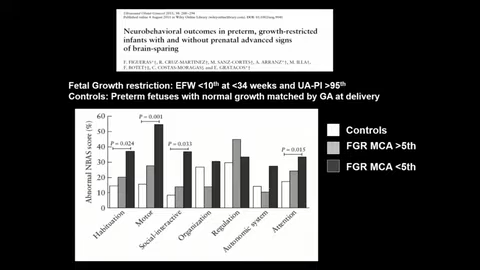 Neurobehavioral outcomes in preterm, growth-restricted
infants with and without prenatal advanced signs
of brain-sparing
Fetal Growth restriction: EFW <10th at <34 weeks and UA-PI >95th
Controls: Preterm fetuses with normal growth matched by GA at delivery
Abnormal NBAS score (%)
60
50
40
30
20
10
0
P = 0.024
P = 0.001
P = 0.033
P = 0.015
Habituation
Motor
Social-interactive
Organization
Regulation
Autonomic system
Attention
Controls
FGR MCA >5th
FGR MCA <5th